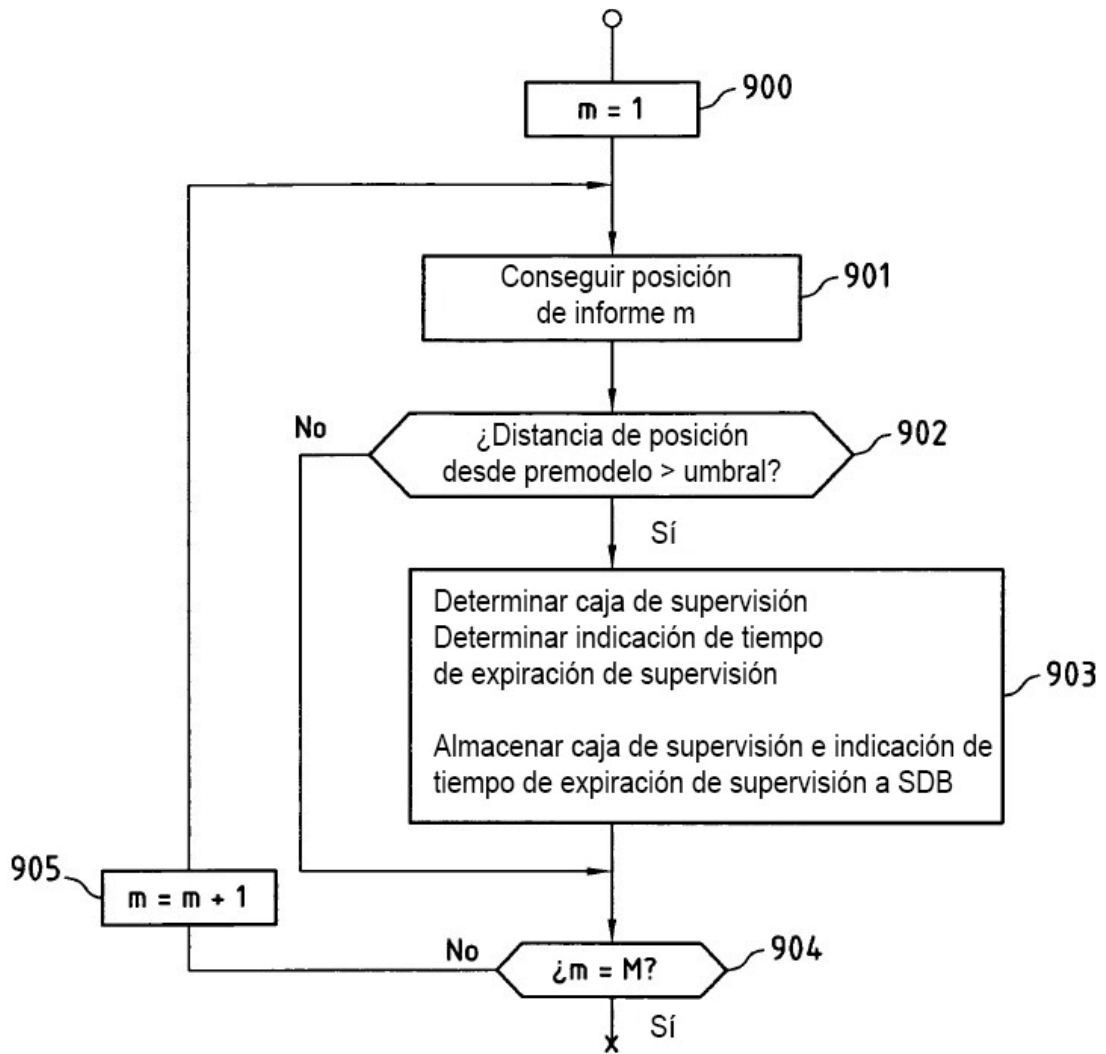 900
m = 1
Conseguir posición
de informe m
901
No
¿Distancia de posición
desde premodelo > umbral?
902
Sí
Determinar caja de supervisión
Determinar indicación de tiempo
de expiración de supervisión
Almacenar caja de supervisión e indicación de
tiempo de expiración de supervisión a SDB
903
905
m = m + 1
No
¿m = M?
904
Sí
x